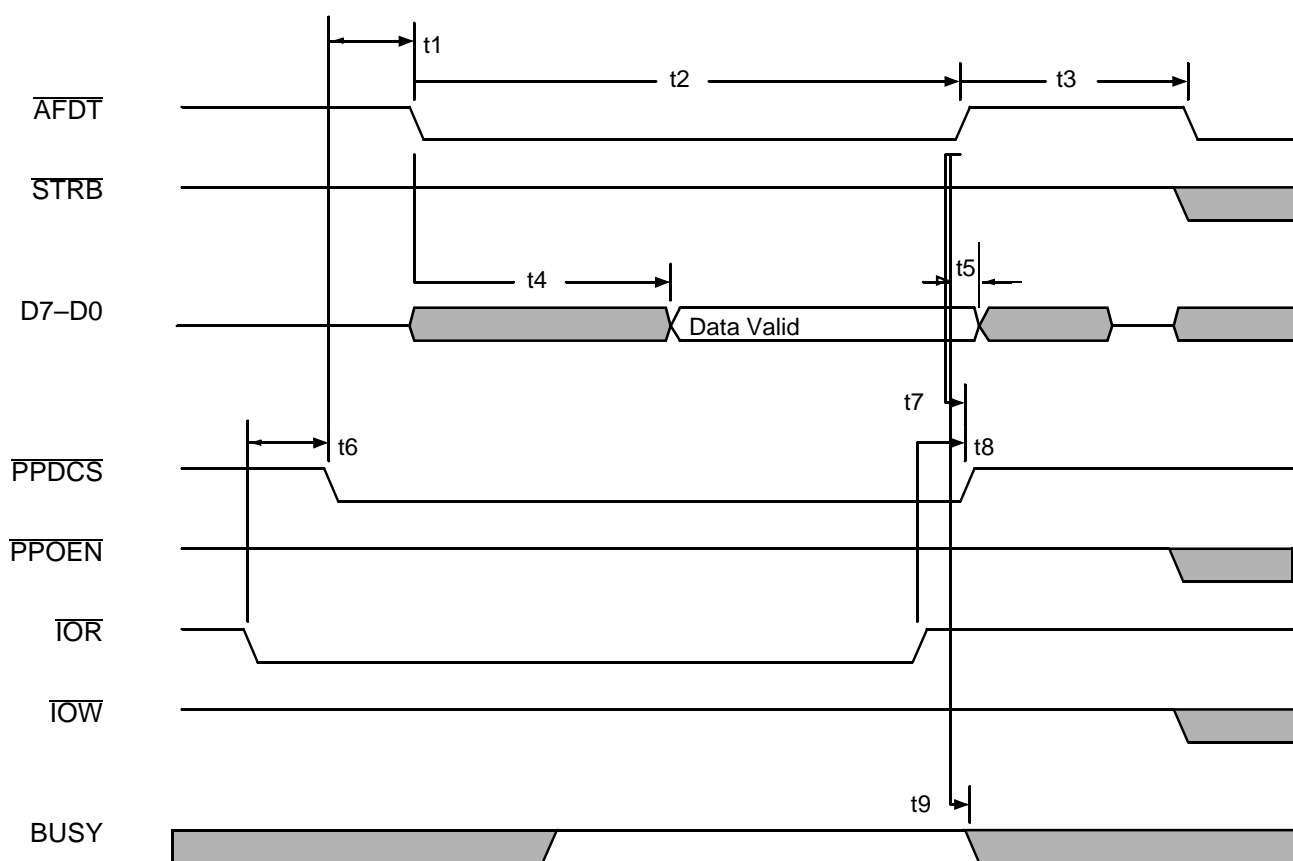 t1
t2
t3
AFDT
STRB
t4
t5
D7–D0
Data Valid
t7
t6
t8
PPDCS
PPOEN
IOR
IOW
t9
BUSY